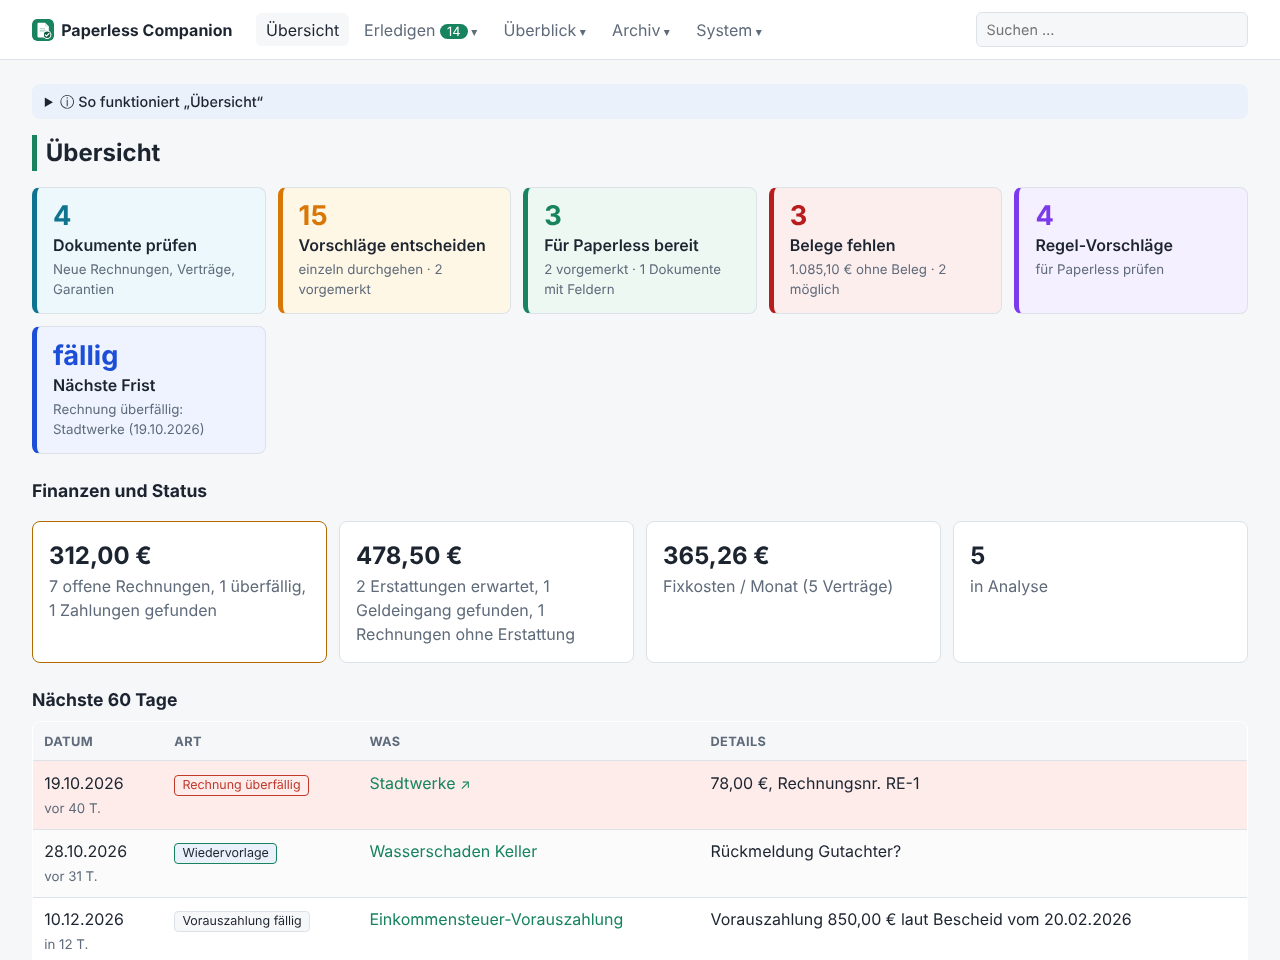 Paperless Companion
Übersicht
Erledigen 14 ▾
Überblick ▾
Archiv ▾
System ▾
Suchen ...
▶ ⓘ So funktioniert „Übersicht“
Übersicht
4
Dokumente prüfen
Neue Rechnungen, Verträge,
Garantien
15
Vorschläge entscheiden
einzeln durchgehen · 2
vorgemerkt
3
Für Paperless bereit
2 vorgemerkt · 1 Dokumente
mit Feldern
3
Belege fehlen
1.085,10 € ohne Beleg · 2
möglich
4
Regel-Vorschläge
für Paperless prüfen
fällig
Nächste Frist
Rechnung überfällig:
Stadtwerke (19.10.2026)
Finanzen und Status
312,00 €
7 offene Rechnungen, 1 überfällig,
1 Zahlungen gefunden
478,50 €
2 Erstattungen erwartet, 1
Geldeingang gefunden, 1
Rechnungen ohne Erstattung
365,26 €
Fixkosten / Monat (5 Verträge)
5
in Analyse
Nächste 60 Tage
DATUM ART WAS DETAILS
19.10.2026 Rechnung überfällig Stadtwerke ↗ 78,00 €, Rechnungsnr. RE-1
vor 40 T.
28.10.2026 Wiedervorlage Wasserschaden Keller Rückmeldung Gutachter?
vor 31 T.
10.12.2026 Vorauszahlung fällig Einkommensteuer-Vorauszahlung Vorauszahlung 850,00 € laut Bescheid vom 20.02.2026
in 12 T.